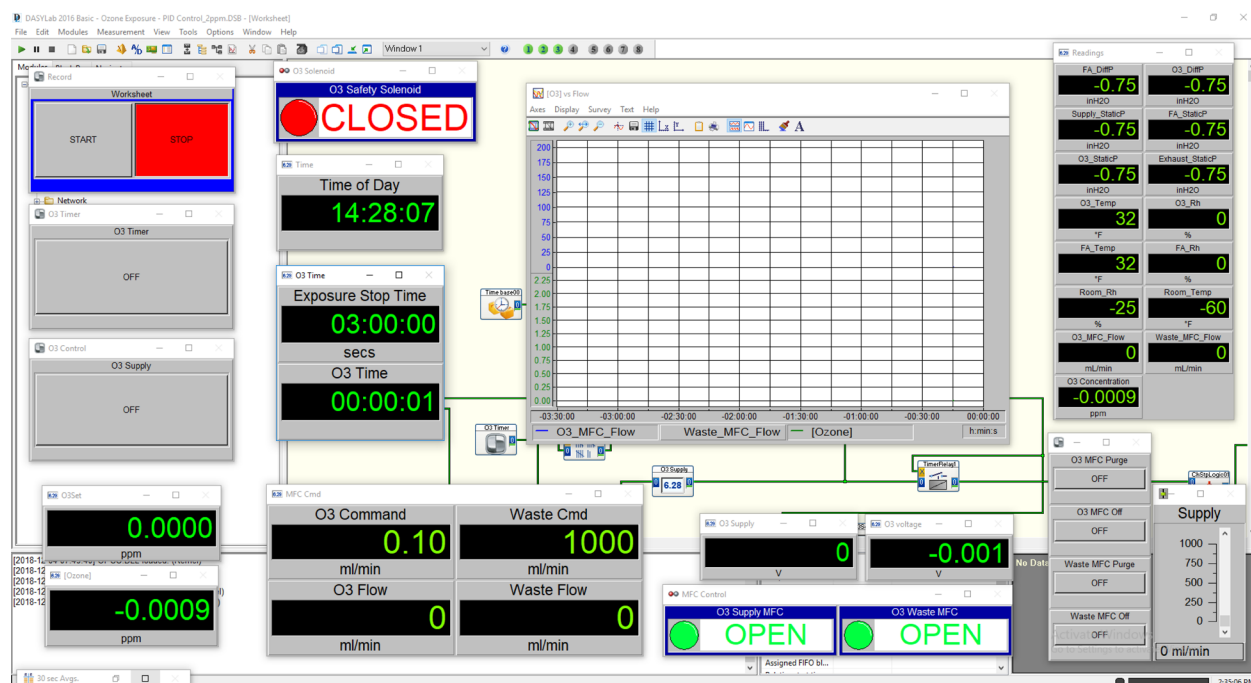 DASYLab 2016 Basic - Ozone Exposure - PID Control_2ppm.DSB - [Worksheet]
File Edit View Modules Measurement View Tools Options Window Help
Window 1
Record
Worksheet
START STOP
Network
O3 Timer
O3 Timer
OFF
O3 Control
O3 Supply
OFF
O3Set
0.0000
ppm
[Ozone]
-0.0009
ppm
30 sec Avgs.
O3 Solenoid
O3 Safety Solenoid
CLOSED
Time
Time of Day
14:28:07
O3 Time
Exposure Stop Time
03:00:00
secs
O3 Time
00:00:01
MFC Cmd
O3 Command Waste Cmd
0.10 1000
ml/min ml/min
O3 Flow Waste Flow
0 0
ml/min ml/min
Time base00
O3 Timer
O3 Supply
6.28
TimerRelay
ChStpLogic01
[O3] vs Flow
Axes Display Survey Text Help
200
175
150
125
100
75
50
25
0
2.25
2.00
1.75
1.50
1.25
1.00
0.75
0.50
0.25
0.00
-03:30:00 -03:00:00 -02:30:00 -02:00:00 -01:30:00 -01:00:00 -00:30:00 00:00:00
O3_MFC_Flow Waste_MFC_Flow [Ozone] h:min:s
O3 Supply
0
V
O3 voltage
-0.001
V
MFC Control
O3 Supply MFC O3 Waste MFC
OPEN OPEN
Assigned FIFO bl...
No Data
Readings
FA_DiffP O3_DiffP
-0.75 -0.75
inH2O inH2O
Supply_StaticP FA_StaticP
-0.75 -0.75
inH2O inH2O
O3_StaticP Exhaust_StaticP
-0.75 -0.75
inH2O inH2O
O3_Temp O3_Rh
32 0
°F %
FA_Temp FA_Rh
32 0
°F %
Room_Rh Room_Temp
-25 -60
% °F
O3_MFC_Flow Waste_MFC_Flow
0 0
mL/min mL/min
O3 Concentration
-0.0009
ppm
O3 MFC Purge
OFF
O3 MFC Off
OFF
Waste MFC Purge
OFF
Waste MFC Off
OFF
Supply
1000
750
500
250
0
0 ml/min
2:35:06 PM